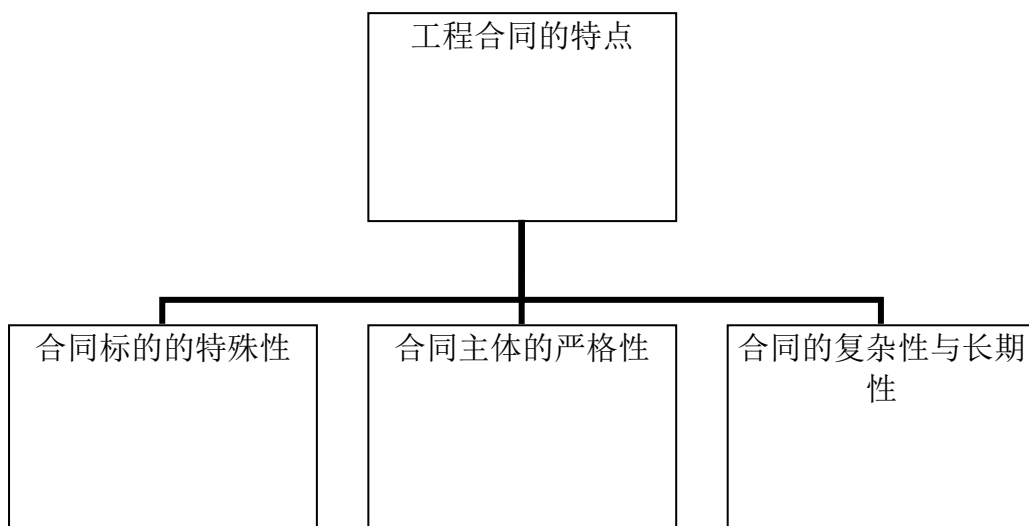 工程合同的特点
合同标的的特殊性
合同主体的严格性
合同的复杂性与长期
性